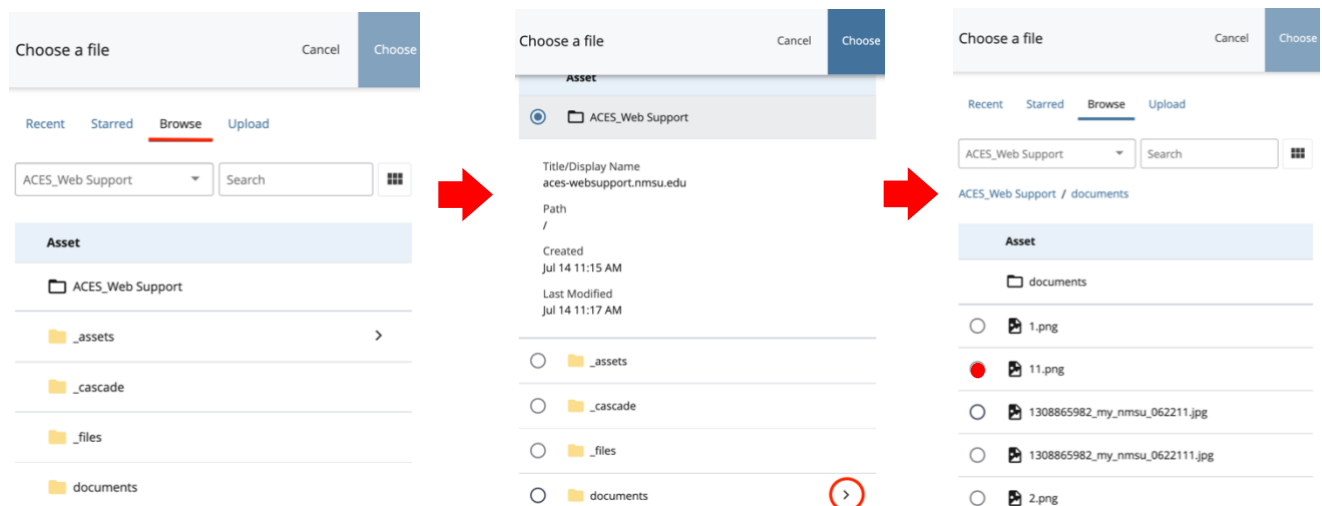 Choose a file Cancel Choose
Recent Starred Browse Upload
ACES_Web Support Search
Asset
ACES_Web Support
_assets
_cascade
_files
documents
Choose a file Cancel Choose
Asset
ACES_Web Support
Title/Display Name
aces-websupport.nmsu.edu
Path
/
Created
Jul 14 11:15 AM
Last Modified
Jul 14 11:17 AM
_assets
_cascade
_files
documents
Choose a file Cancel Choose
Recent Starred Browse Upload
ACES_Web Support Search
ACES_Web Support / documents
Asset
documents
1.png
11.png
1308865982_my_nmsu_062211.jpg
1308865982_my_nmsu_0622111.jpg
2.png